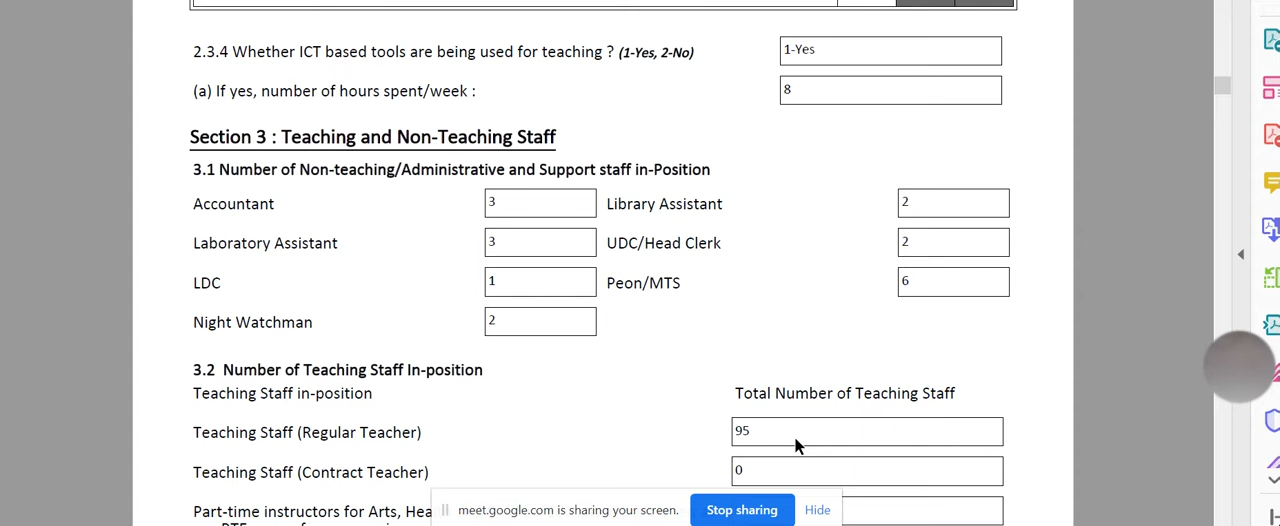 2.3.4 Whether ICT based tools are being used for teaching ? (1-Yes, 2-No) 1-Yes
(a) If yes, number of hours spent/week : 8
Section 3 : Teaching and Non-Teaching Staff
3.1 Number of Non-teaching/Administrative and Support staff in-Position
Accountant 3 Library Assistant 2
Laboratory Assistant 3 UDC/Head Clerk 2
LDC 1 Peon/MTS 6
Night Watchman 2
3.2 Number of Teaching Staff In-position
Teaching Staff in-position Total Number of Teaching Staff
Teaching Staff (Regular Teacher) 95
Teaching Staff (Contract Teacher) 0
Part-time instructors for Arts, Hea
meet.google.com is sharing your screen. Stop sharing Hide